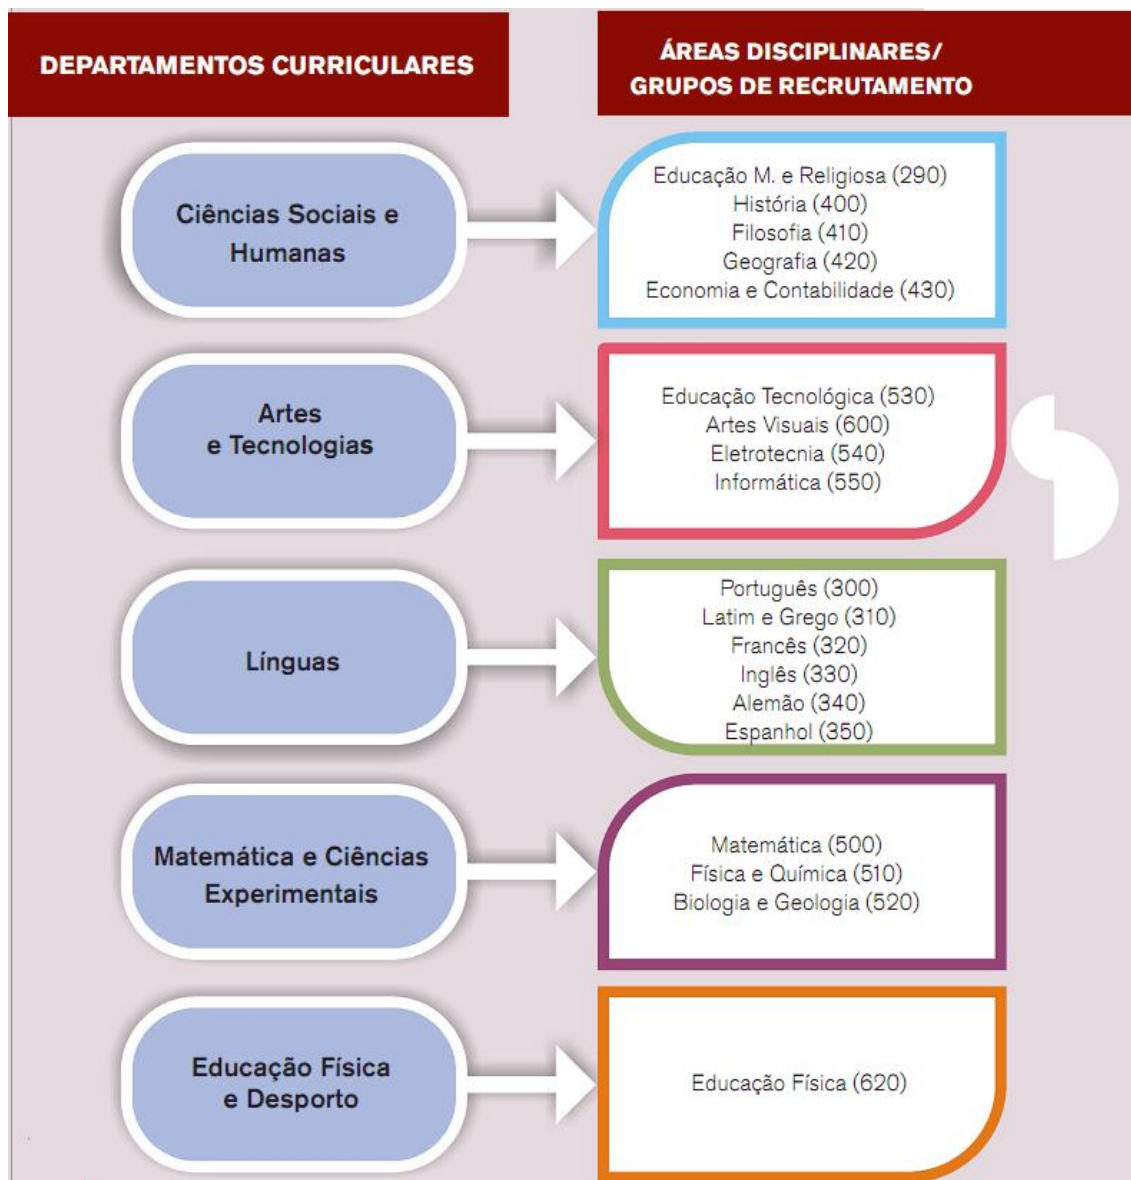 DEPARTAMENTOS CURRICULARES
ÁREAS DISCIPLINARES/
GRUPOS DE RECRUTAMENTO
Ciências Sociais e
Humanas
Educação M. e Religiosa (290)
História (400)
Filosofia (410)
Geografia (420)
Economia e Contabilidade (430)
Artes
e Tecnologias
Educação Tecnológica (530)
Artes Visuais (600)
Eletrotecnia (540)
Informática (550)
Línguas
Português (300)
Latim e Grego (310)
Francês (320)
Inglês (330)
Alemão (340)
Espanhol (350)
Matemática e Ciências
Experimentais
Matemática (500)
Física e Química (510)
Biologia e Geologia (520)
Educação Física
e Desporto
Educação Física (620)